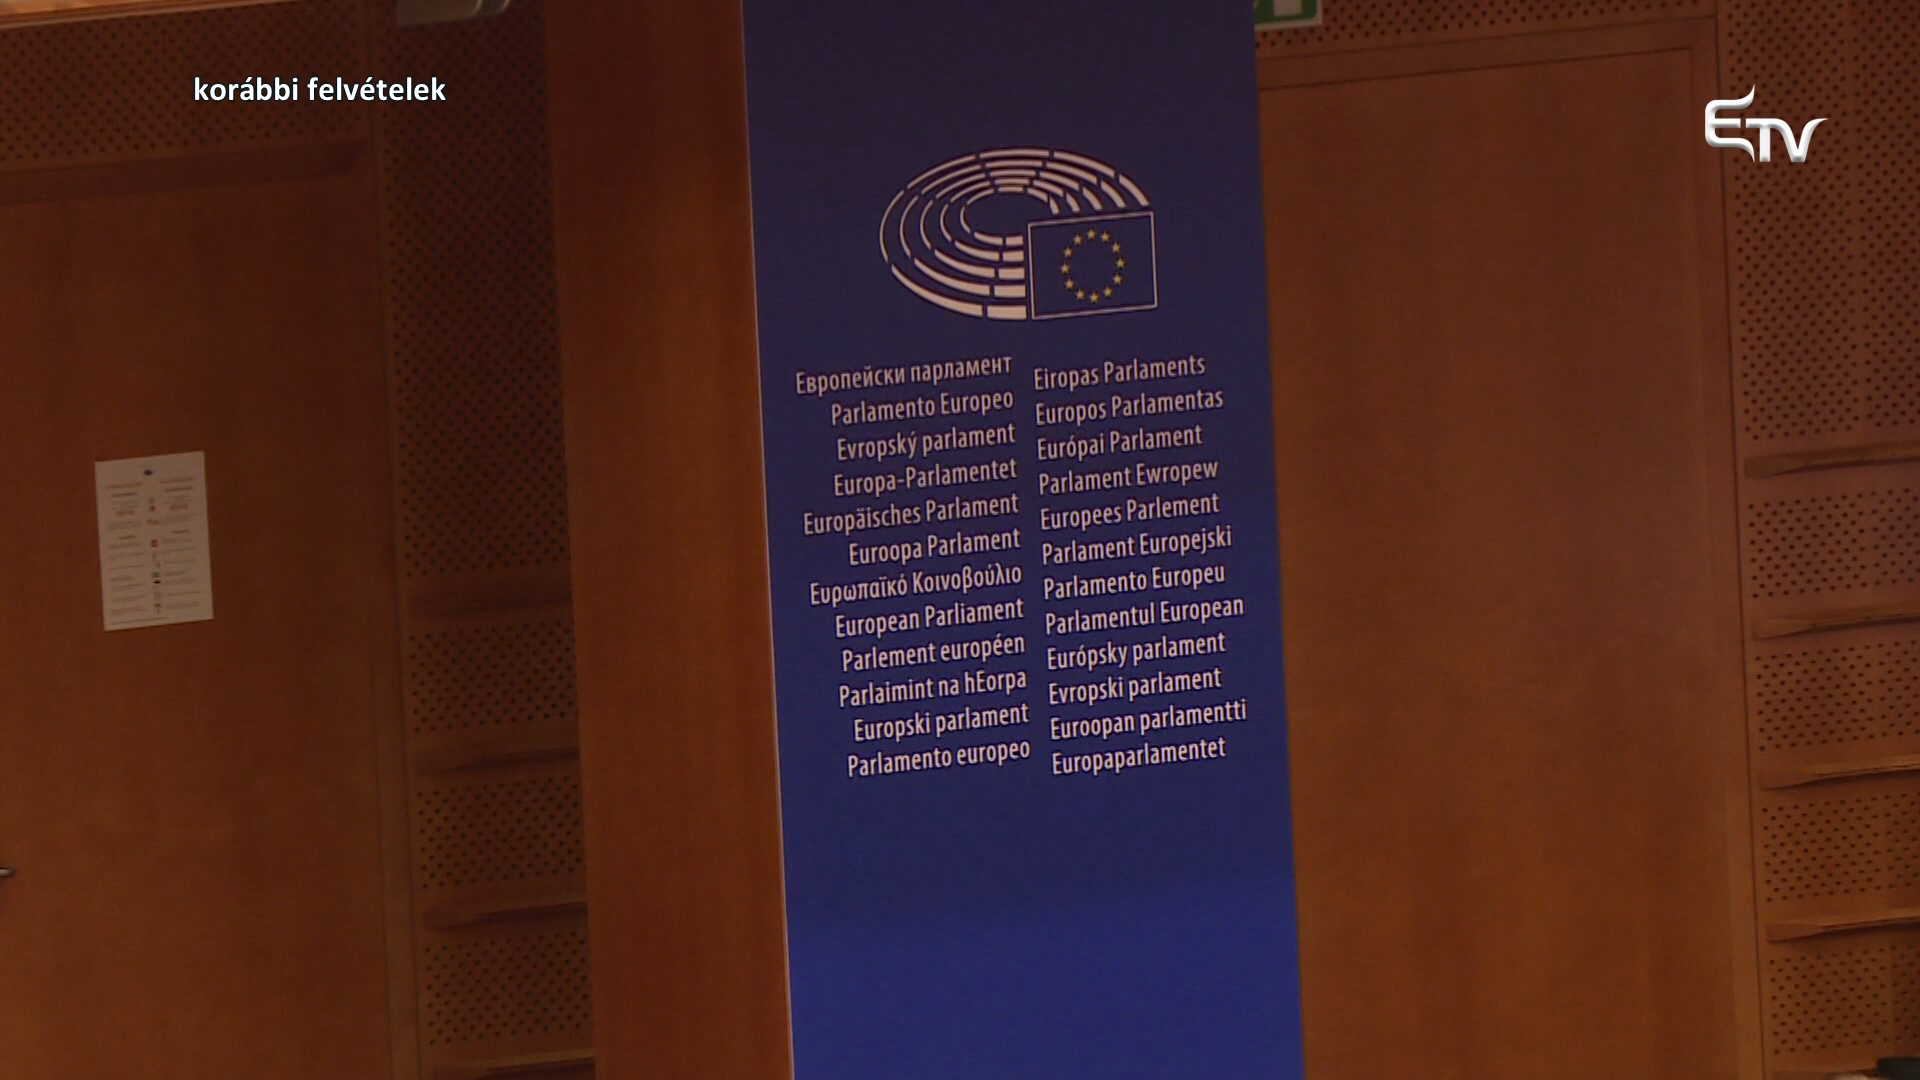 korábbi felvételek
ETV
Европейски парламент
Parlamento Europeo
Evropský parlament
Europa-Parlamentet
Europäisches Parlament
Euroopa Parlament
Ευρωπαϊκό Κοινοβούλιο
European Parliament
Parlement européen
Parlaimint na hEorpa
Europski parlament
Parlamento europeo
Eiropas Parlaments
Europos Parlamentas
Európai Parlament
Parlament Ewropew
Europees Parlement
Parlament Europejski
Parlamento Europeu
Parlamentul European
Európsky parlament
Evropski parlament
Euroopan parlamentti
Europaparlamentet